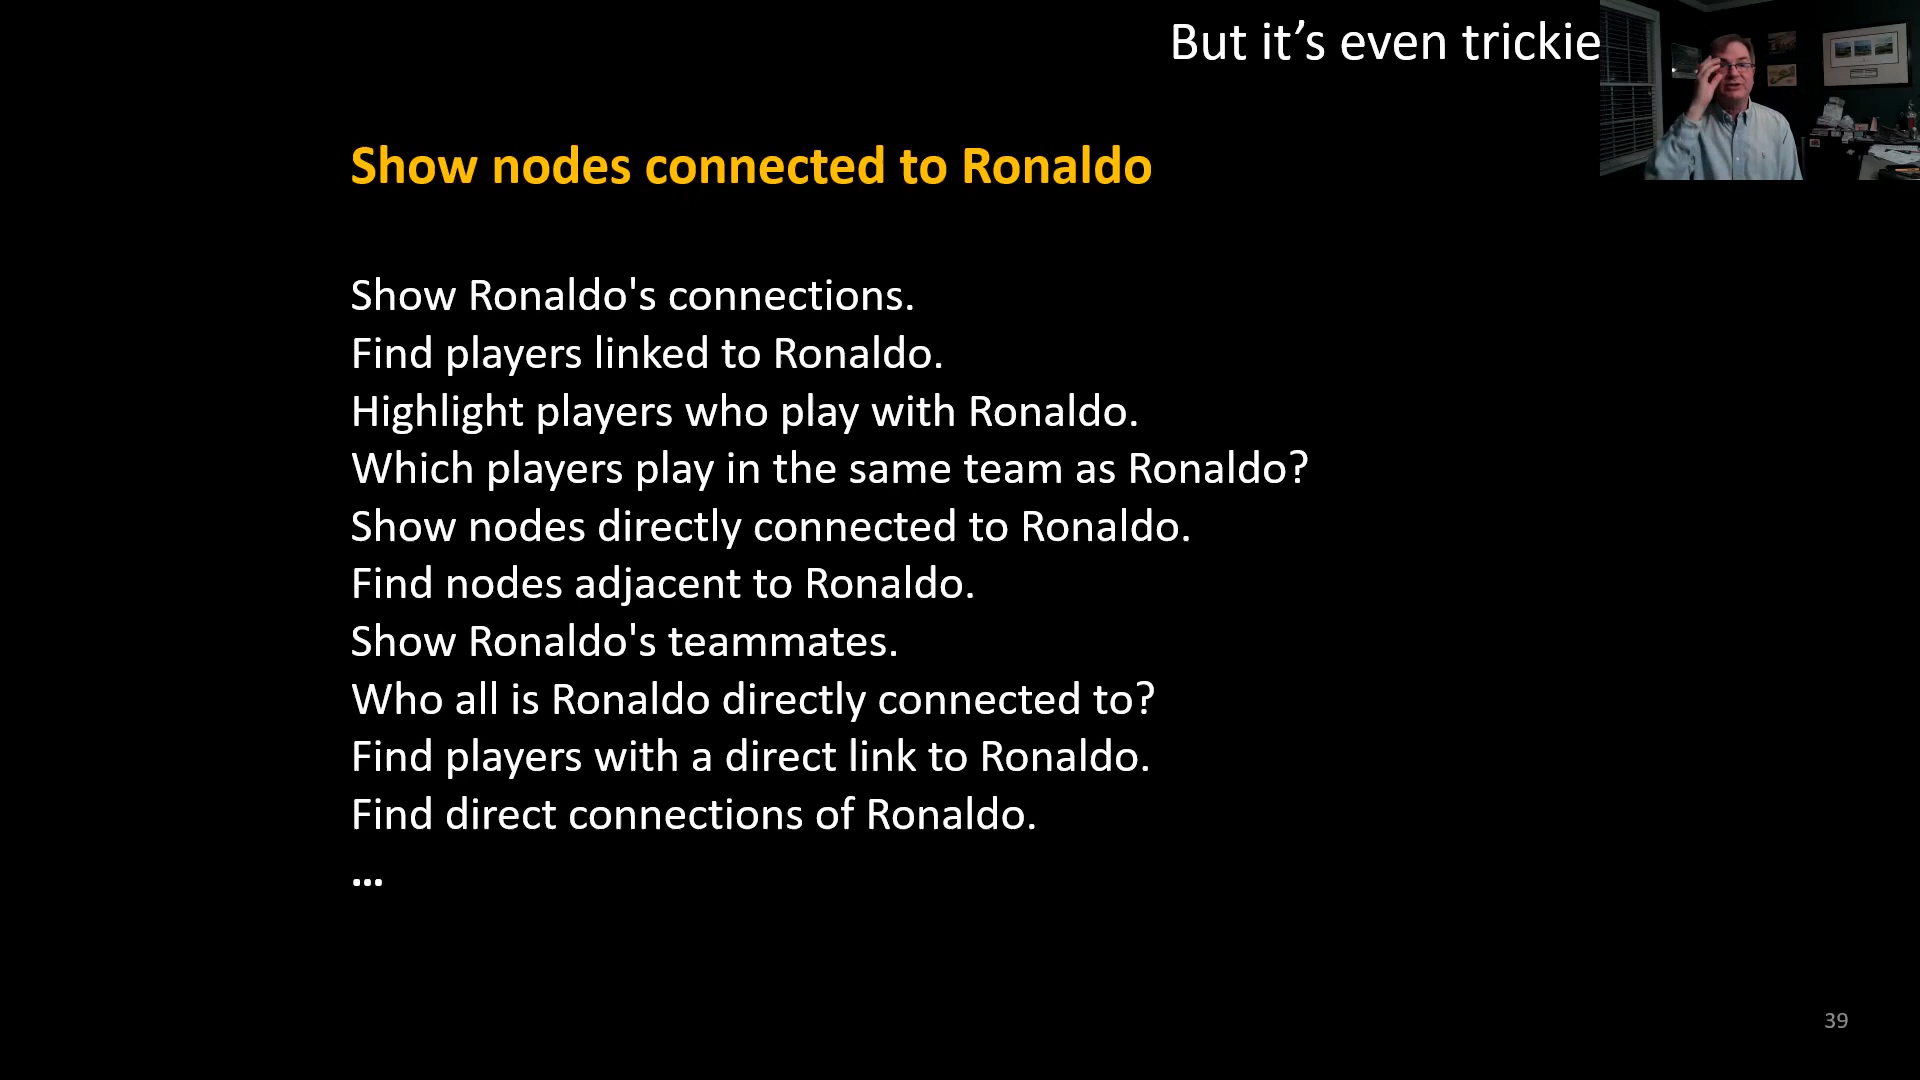 But it’s even trickie
Show nodes connected to Ronaldo
Show Ronaldo's connections.
Find players linked to Ronaldo.
Highlight players who play with Ronaldo.
Which players play in the same team as Ronaldo?
Show nodes directly connected to Ronaldo.
Find nodes adjacent to Ronaldo.
Show Ronaldo's teammates.
Who all is Ronaldo directly connected to?
Find players with a direct link to Ronaldo.
Find direct connections of Ronaldo.
...
39